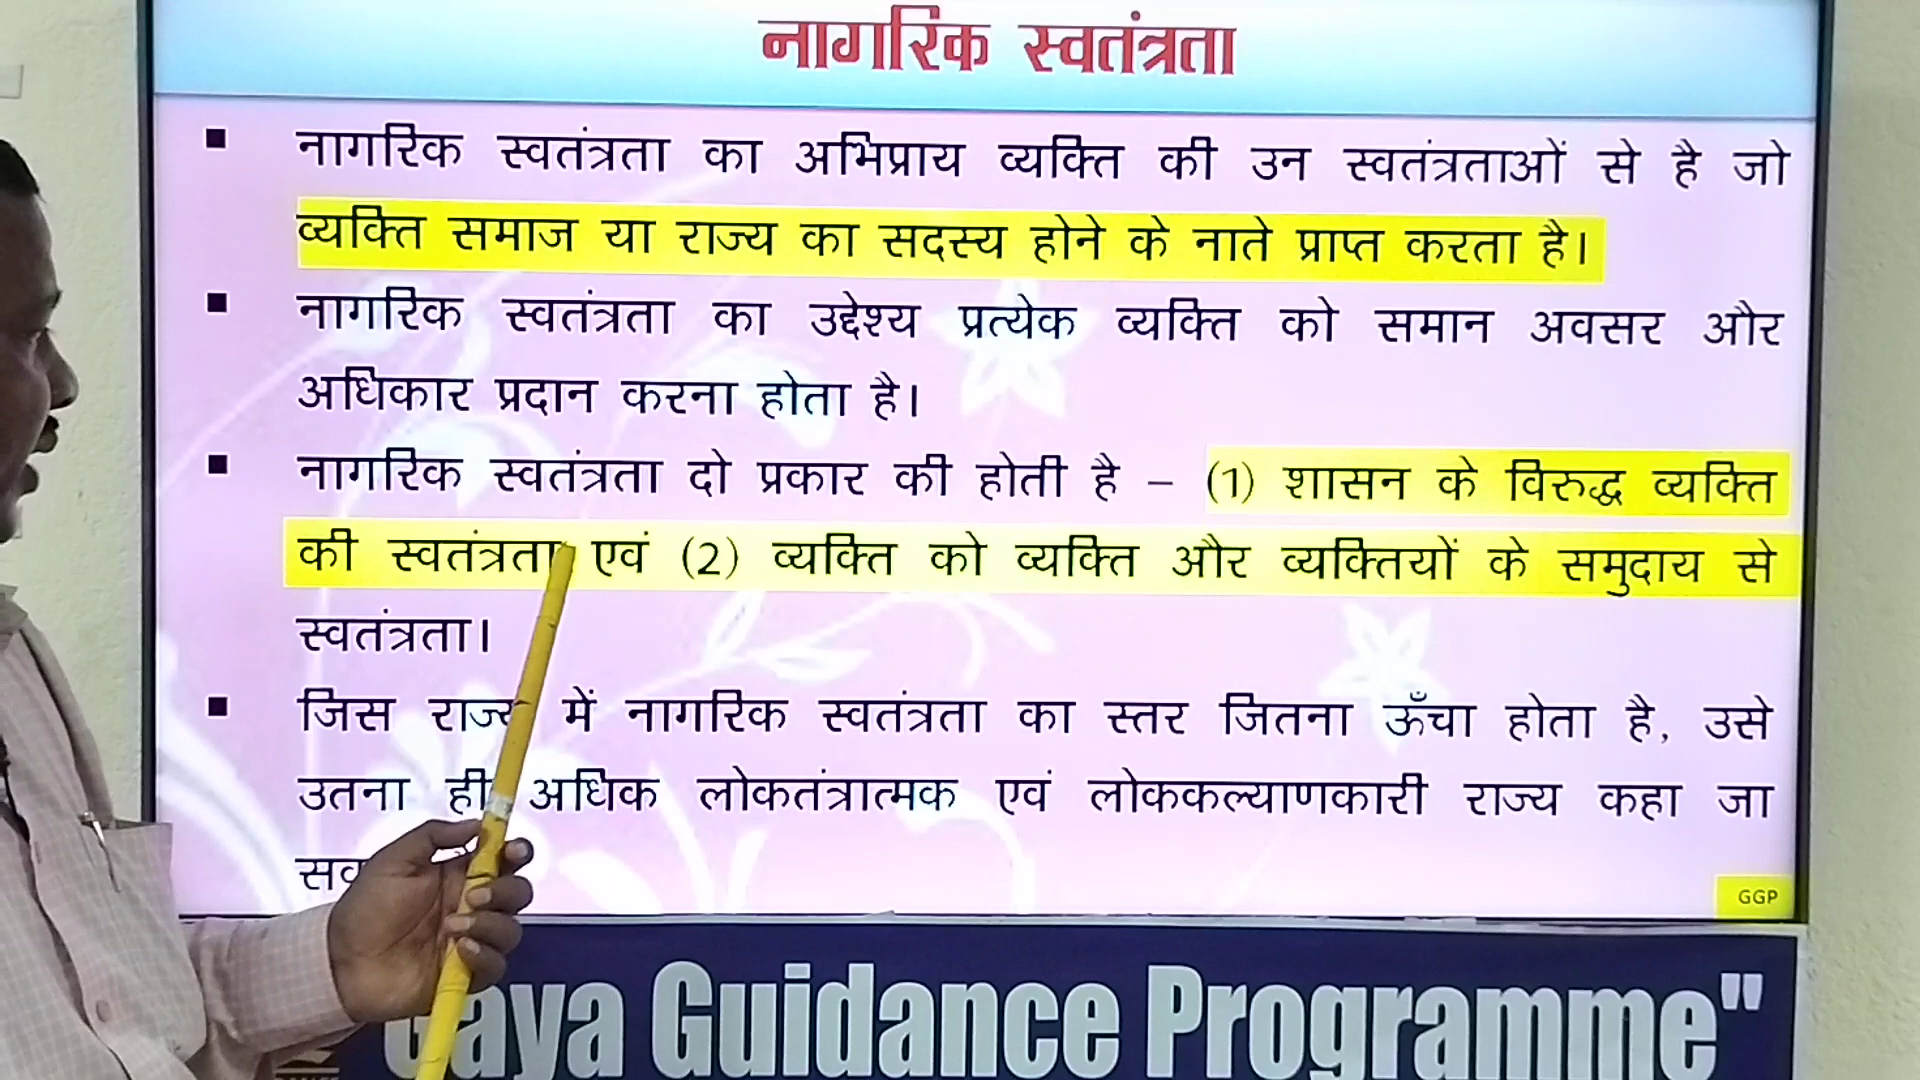 नागरिक स्वतंत्रता
▪ नागरिक स्वतंत्रता का अभिप्राय व्यक्ति की उन स्वतंत्रताओं से है जो
व्यक्ति समाज या राज्य का सदस्य होने के नाते प्राप्त करता है।
▪ नागरिक स्वतंत्रता का उद्देश्य प्रत्येक व्यक्ति को समान अवसर और
अधिकार प्रदान करना होता है।
▪ नागरिक स्वतंत्रता दो प्रकार की होती है – (1) शासन के विरुद्ध व्यक्ति
की स्वतंत्रता एवं (2) व्यक्ति को व्यक्ति और व्यक्तियों के समुदाय से
स्वतंत्रता।
▪ जिस राज्य में नागरिक स्वतंत्रता का स्तर जितना ऊँचा होता है, उसे
उतना ही अधिक लोकतंत्रात्मक एवं लोककल्याणकारी राज्य कहा जा
GGP
"Gaya Guidance Programme"